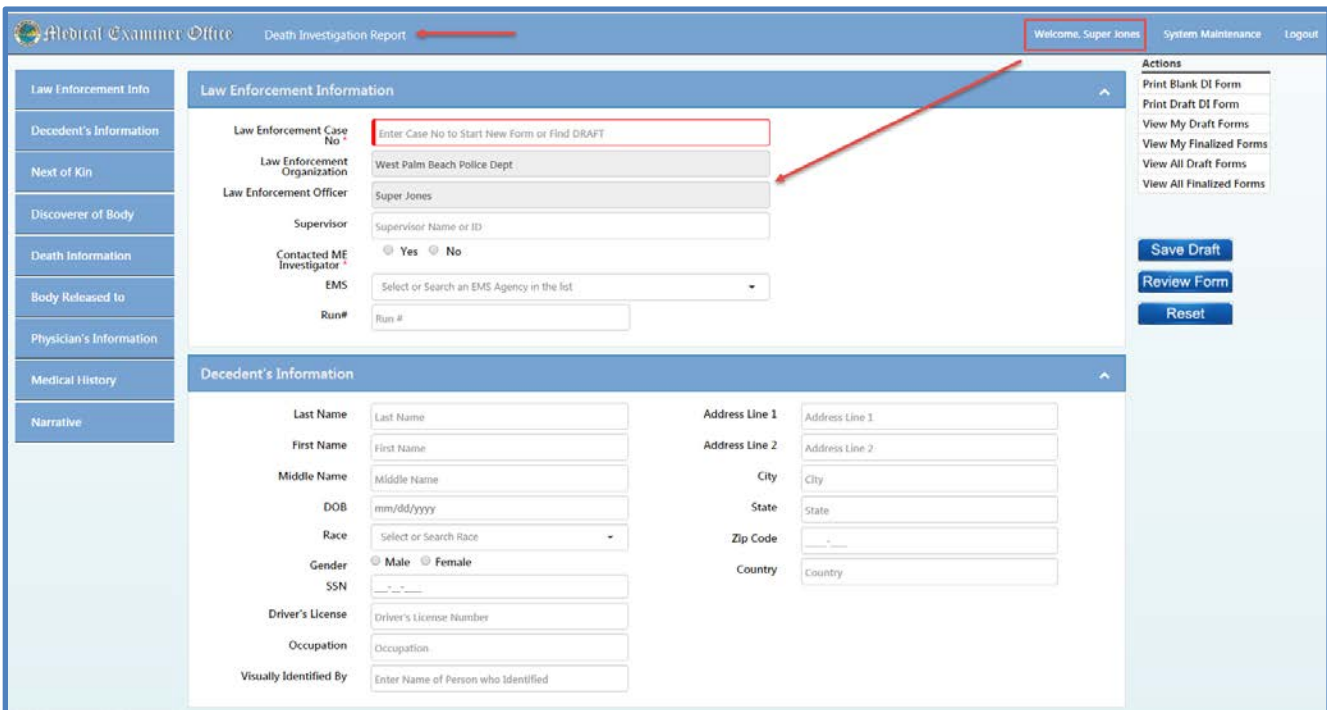 Medical Examiner Office
Death Investigation Report
Welcome, Super Jones
System Maintenance
Logout
Law Enforcement Info
Decedent's Information
Next of Kin
Discoverer of Body
Death Information
Body Released to
Physician's Information
Medical History
Narrative
Law Enforcement Information
Law Enforcement Case
No *
Enter Case No to Start New Form or Find DRAFT
Law Enforcement
Organization
West Palm Beach Police Dept
Law Enforcement Officer
Super Jones
Supervisor
Supervisor Name or ID
Contacted ME
Investigator *
Yes No
EMS
Select or Search an EMS Agency in the list
Run#
Run #
Decedent's Information
Last Name
Last Name
First Name
First Name
Middle Name
Middle Name
DOB
mm/dd/yyyy
Race
Select or Search Race
Gender
Male Female
SSN
___-__-____
Driver's License
Driver's License Number
Occupation
Occupation
Visually Identified By
Enter Name of Person who Identified
Address Line 1
Address Line 1
Address Line 2
Address Line 2
City
City
State
State
Zip Code
_____-____
Country
Country
Actions
Print Blank DI Form
Print Draft DI Form
View My Draft Forms
View My Finalized Forms
View All Draft Forms
View All Finalized Forms
Save Draft
Review Form
Reset